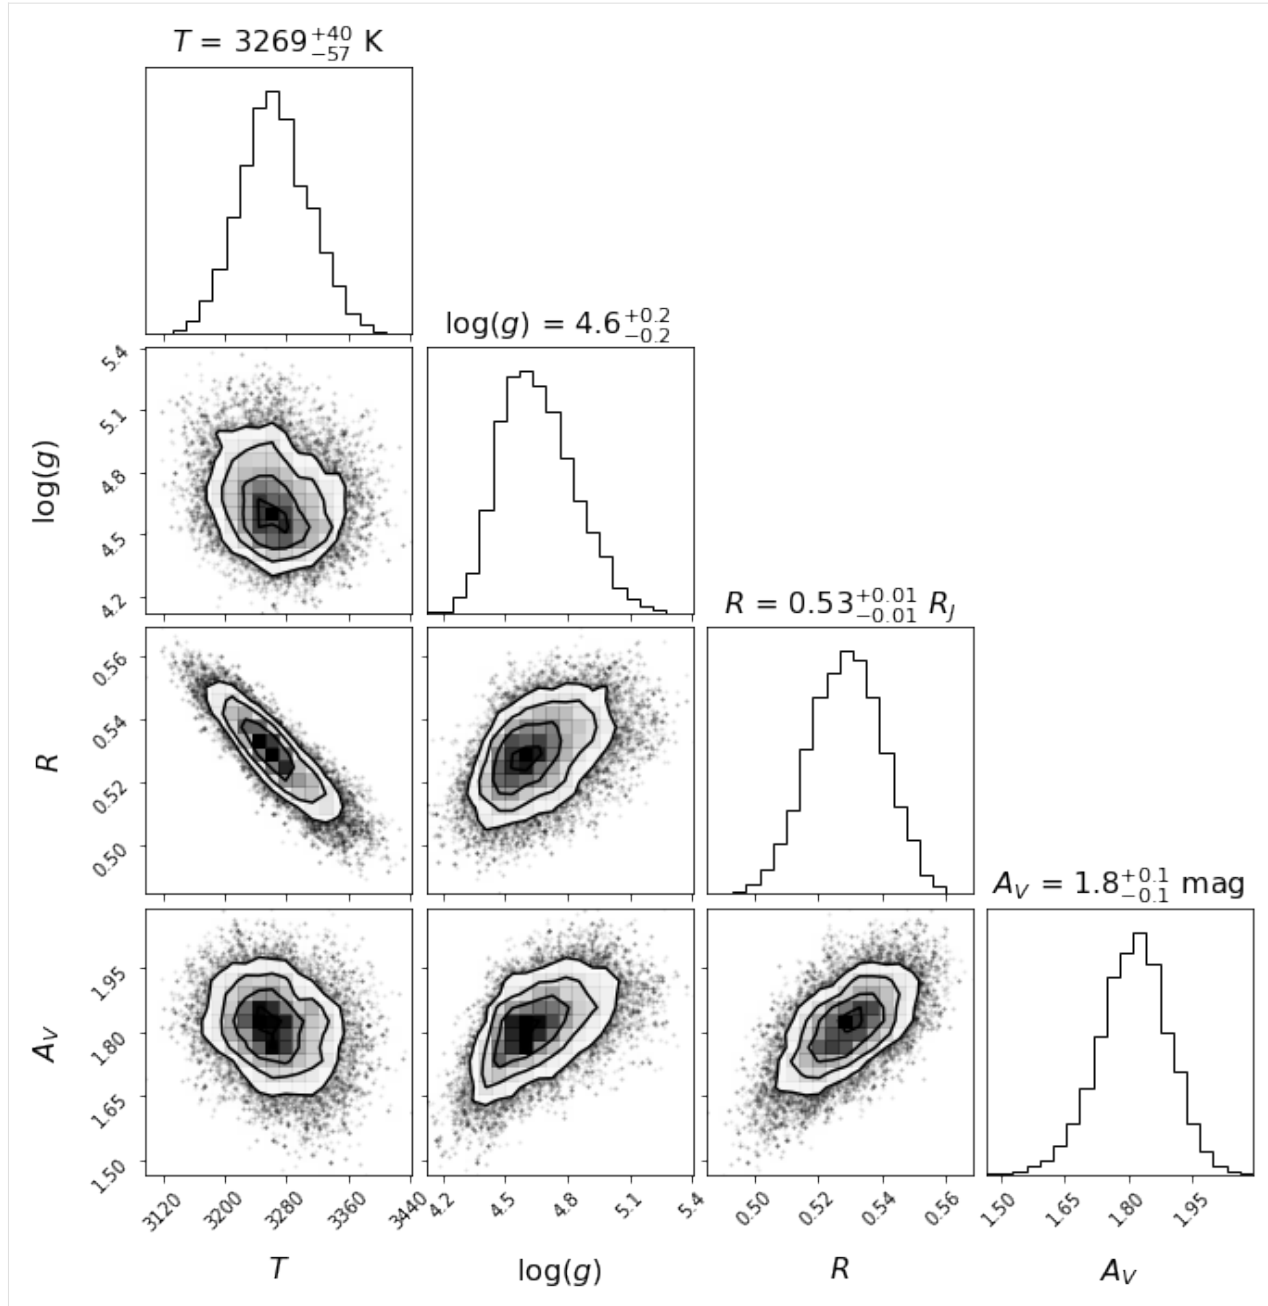 T = 3269 +40 −57 K
log(g) = 4.6 +0.2 −0.2
R = 0.53 +0.01 −0.01 R_J
A_V = 1.8 +0.1 −0.1 mag
log(g)
5.4
5.1
4.8
4.5
4.2
R
0.56
0.54
0.52
0.50
A_V
1.95
1.80
1.65
1.50
3120 3200 3280 3360 3440
4.2 4.5 4.8 5.1 5.4
0.50 0.52 0.54 0.56
1.50 1.65 1.80 1.95
T
log(g)
R
A_V